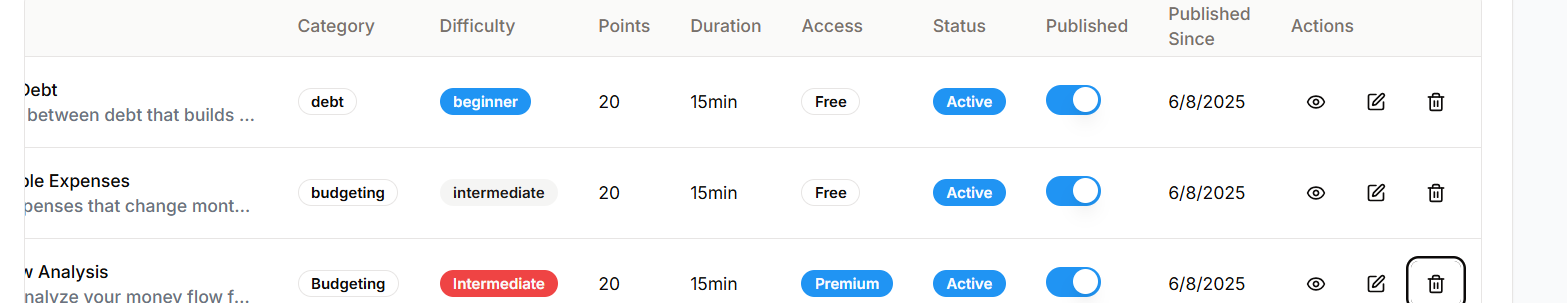 Category Difficulty Points Duration Access Status Published Published Since Actions
Debt
between debt that builds ...
debt beginner 20 15min Free Active 6/8/2025
ble Expenses
penses that change mont...
budgeting intermediate 20 15min Free Active 6/8/2025
w Analysis
nalyze your money flow f...
Budgeting Intermediate 20 15min Premium Active 6/8/2025